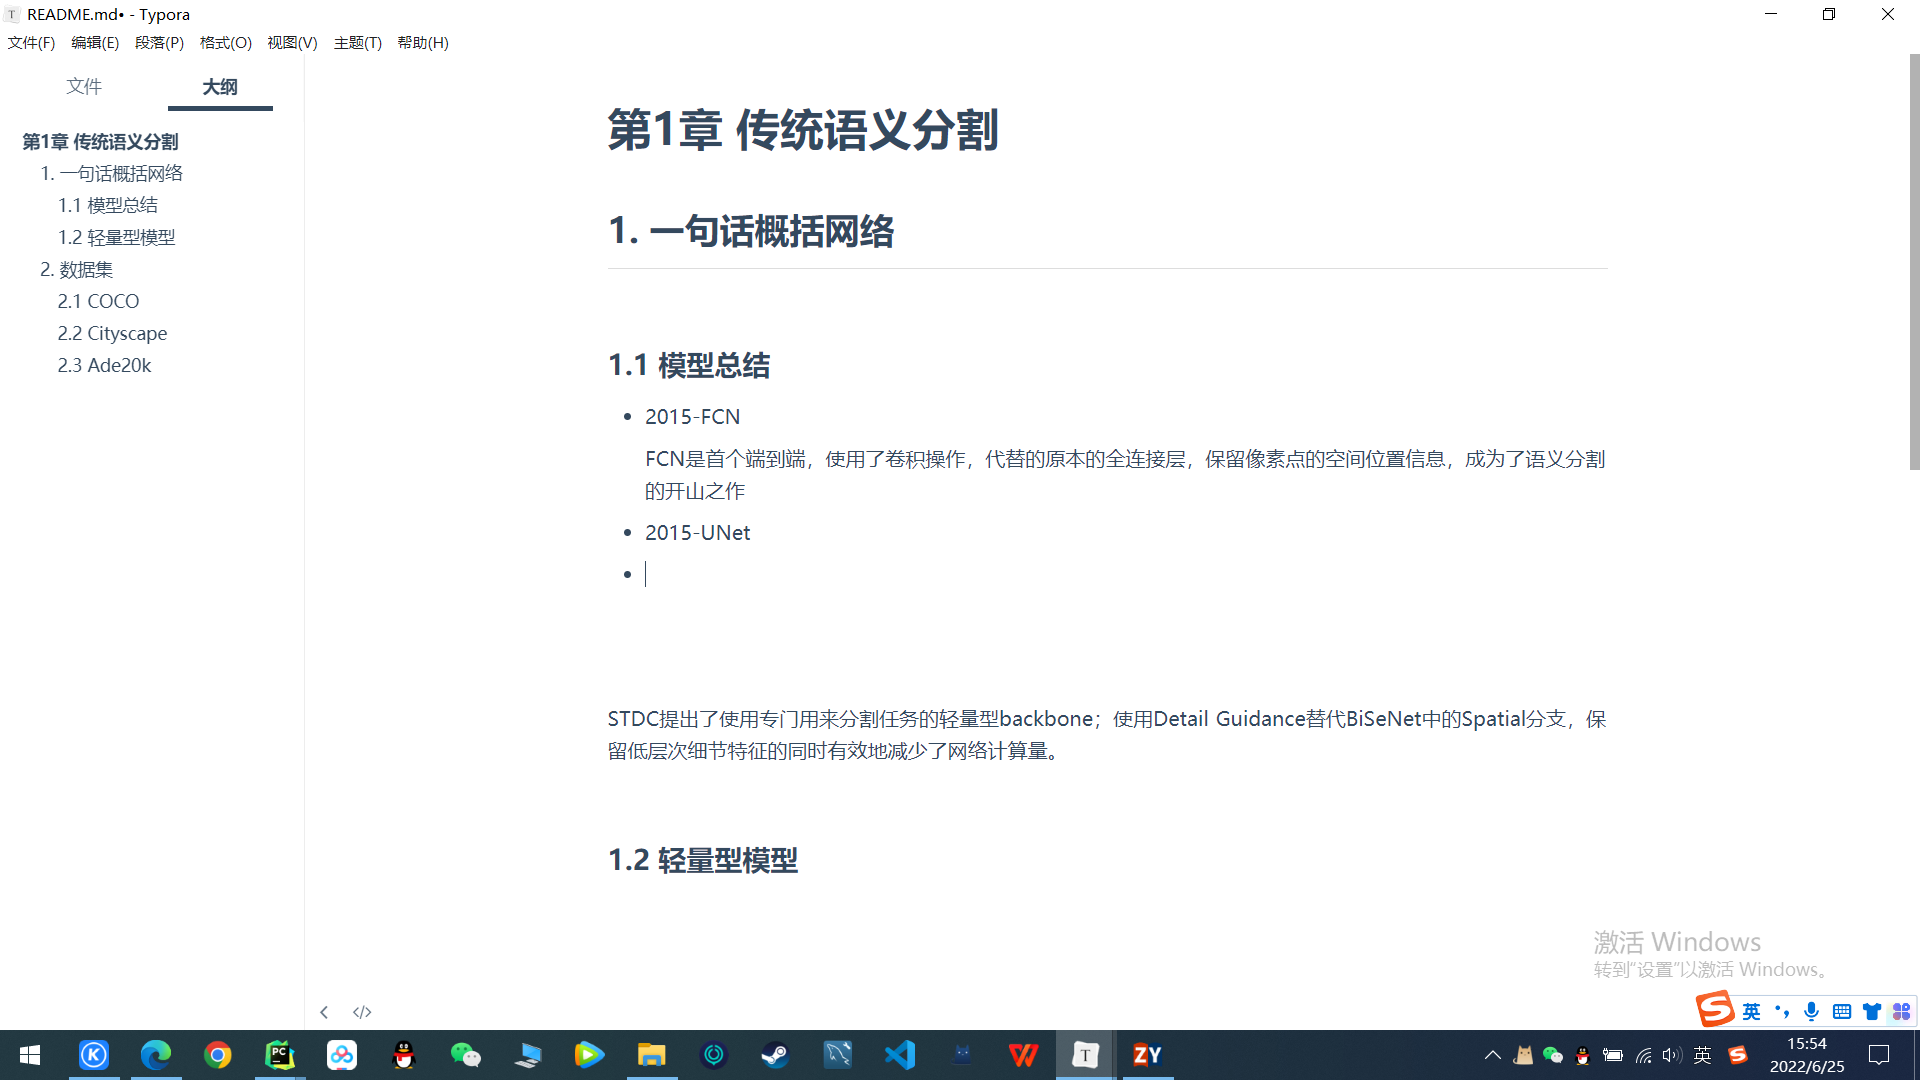 README.md• - Typora
文件(F) 编辑(E) 段落(P) 格式(O) 视图(V) 主题(T) 帮助(H)
文件 大纲
第1章 传统语义分割
1. 一句话概括网络
1.1 模型总结
1.2 轻量型模型
2. 数据集
2.1 COCO
2.2 Cityscape
2.3 Ade20k
第1章 传统语义分割
1. 一句话概括网络
1.1 模型总结
• 2015-FCN
FCN是首个端到端，使用了卷积操作，代替的原本的全连接层，保留像素点的空间位置信息，成为了语义分割
的开山之作
• 2015-UNet
•
STDC提出了使用专门用来分割任务的轻量型backbone；使用Detail Guidance替代BiSeNet中的Spatial分支，保
留低层次细节特征的同时有效地减少了网络计算量。
1.2 轻量型模型
激活 Windows
转到“设置”以激活 Windows。
英
英
15:54
2022/6/25
T
K
PC
W
T
ZY
S